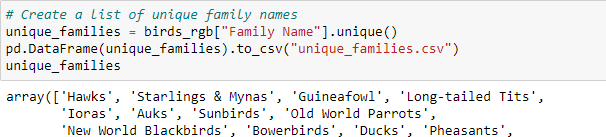 # Create a list of unique family names
unique_families = birds_rgb["Family Name"].unique()
pd.DataFrame(unique_families).to_csv("unique_families.csv")
unique_families
array(['Hawks', 'Starlings & Mynas', 'Guineafowl', 'Long-tailed Tits',
'Ioras', 'Auks', 'Sunbirds', 'Old World Parrots',
'New World Blackbirds', 'Bowerbirds', 'Ducks', 'Pheasants',